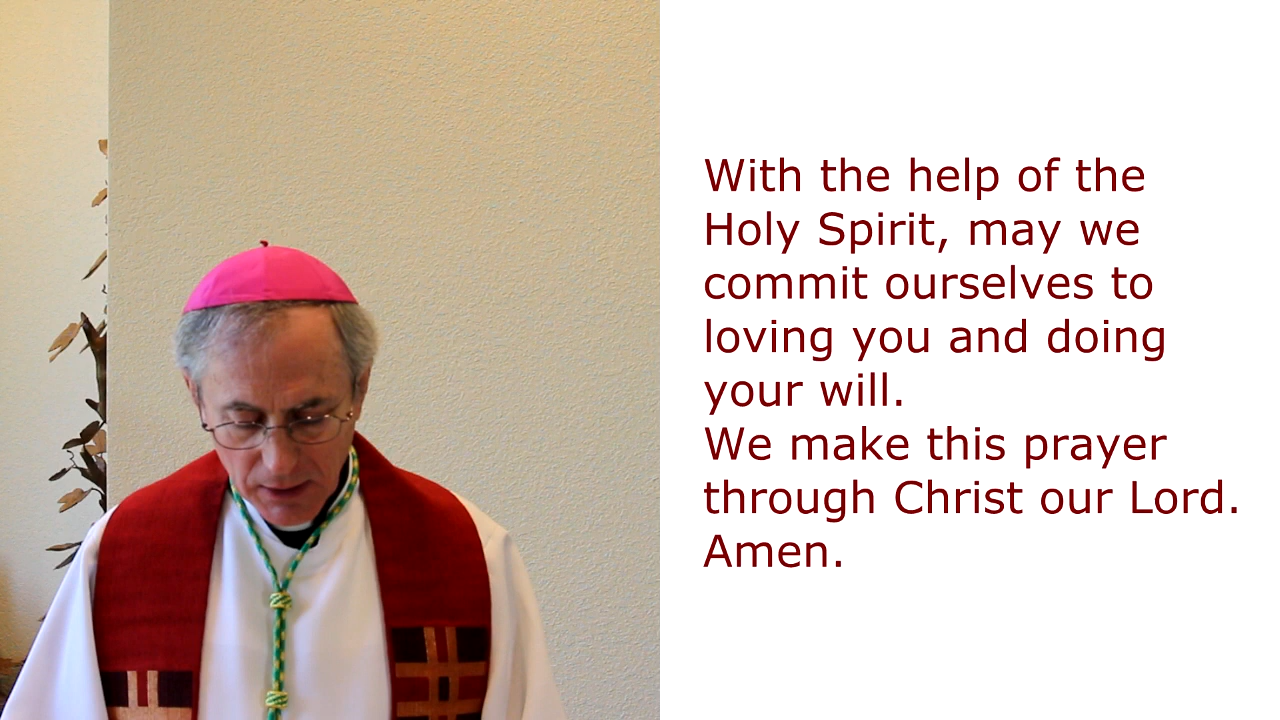 With the help of the
Holy Spirit, may we
commit ourselves to
loving you and doing
your will.
We make this prayer
through Christ our Lord.
Amen.